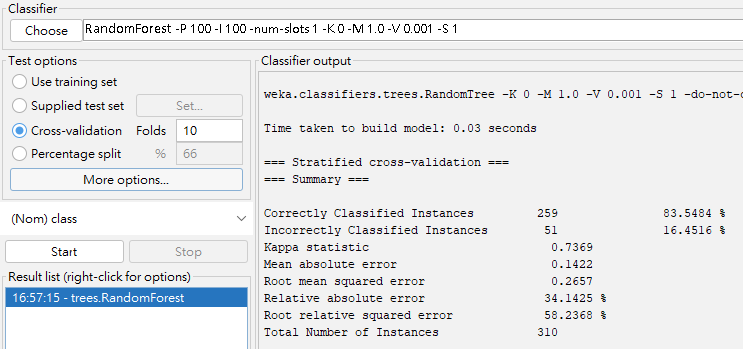 Classifier
Choose RandomForest -P 100 -I 100 -num-slots 1 -K 0 -M 1.0 -V 0.001 -S 1
Test options
Use training set
Supplied test set Set...
Cross-validation Folds 10
Percentage split % 66
More options...
(Nom) class
Start Stop
Result list (right-click for options)
16:57:15 - trees.RandomForest
Classifier output
weka.classifiers.trees.RandomTree -K 0 -M 1.0 -V 0.001 -S 1 -do-not-c
Time taken to build model: 0.03 seconds
=== Stratified cross-validation ===
=== Summary ===
Correctly Classified Instances 259 83.5484 %
Incorrectly Classified Instances 51 16.4516 %
Kappa statistic 0.7369
Mean absolute error 0.1422
Root mean squared error 0.2657
Relative absolute error 34.1425 %
Root relative squared error 58.2368 %
Total Number of Instances 310